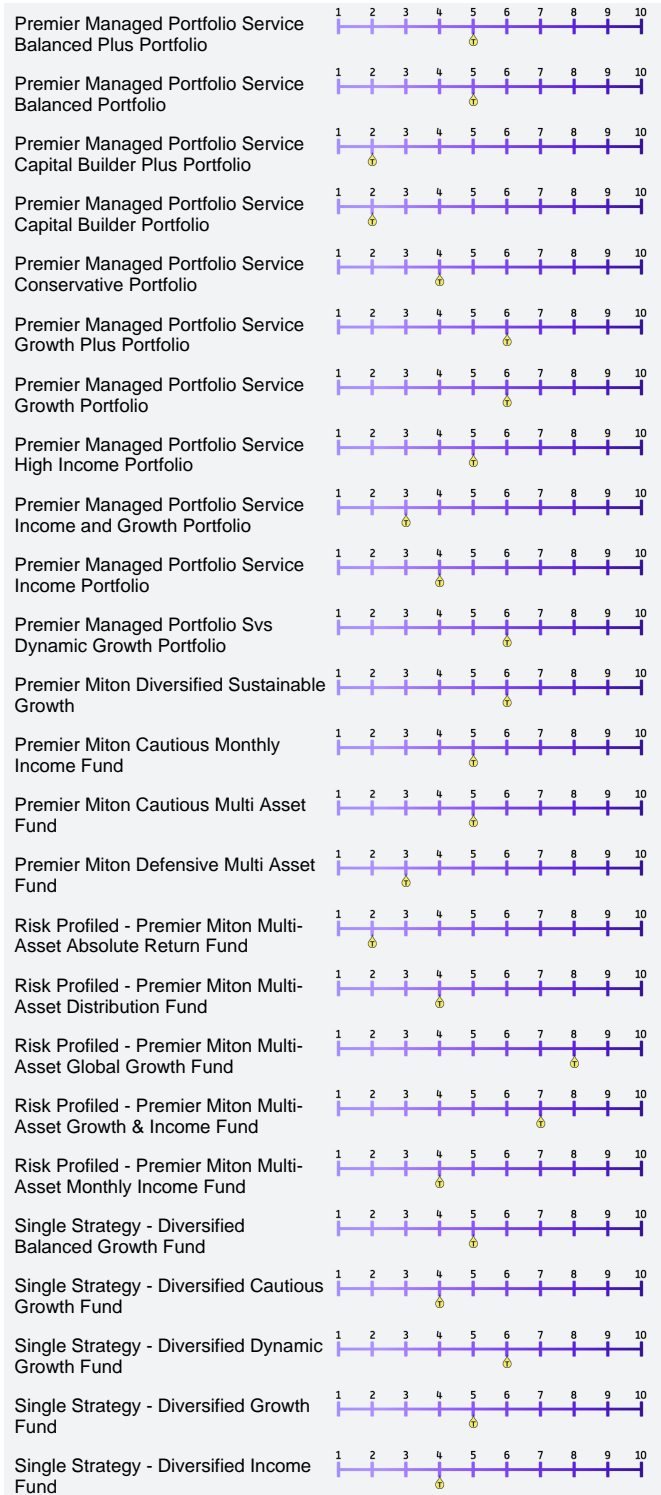 1 2 3 4 5 6 7 8 9 10
Premier Managed Portfolio Service
Balanced Plus Portfolio
T
1 2 3 4 5 6 7 8 9 10
Premier Managed Portfolio Service
Balanced Portfolio
T
1 2 3 4 5 6 7 8 9 10
Premier Managed Portfolio Service
Capital Builder Plus Portfolio
T
1 2 3 4 5 6 7 8 9 10
Premier Managed Portfolio Service
Capital Builder Portfolio
T
1 2 3 4 5 6 7 8 9 10
Premier Managed Portfolio Service
Conservative Portfolio
T
1 2 3 4 5 6 7 8 9 10
Premier Managed Portfolio Service
Growth Plus Portfolio
T
1 2 3 4 5 6 7 8 9 10
Premier Managed Portfolio Service
Growth Portfolio
T
1 2 3 4 5 6 7 8 9 10
Premier Managed Portfolio Service
High Income Portfolio
T
1 2 3 4 5 6 7 8 9 10
Premier Managed Portfolio Service
Income and Growth Portfolio
T
1 2 3 4 5 6 7 8 9 10
Premier Managed Portfolio Service
Income Portfolio
T
1 2 3 4 5 6 7 8 9 10
Premier Managed Portfolio Svs
Dynamic Growth Portfolio
T
1 2 3 4 5 6 7 8 9 10
Premier Miton Diversified Sustainable
Growth
T
1 2 3 4 5 6 7 8 9 10
Premier Miton Cautious Monthly
Income Fund
T
1 2 3 4 5 6 7 8 9 10
Premier Miton Cautious Multi Asset
Fund
T
1 2 3 4 5 6 7 8 9 10
Premier Miton Defensive Multi Asset
Fund
T
1 2 3 4 5 6 7 8 9 10
Risk Profiled - Premier Miton Multi-
Asset Absolute Return Fund
T
1 2 3 4 5 6 7 8 9 10
Risk Profiled - Premier Miton Multi-
Asset Distribution Fund
T
1 2 3 4 5 6 7 8 9 10
Risk Profiled - Premier Miton Multi-
Asset Global Growth Fund
T
1 2 3 4 5 6 7 8 9 10
Risk Profiled - Premier Miton Multi-
Asset Growth & Income Fund
T
1 2 3 4 5 6 7 8 9 10
Risk Profiled - Premier Miton Multi-
Asset Monthly Income Fund
T
1 2 3 4 5 6 7 8 9 10
Single Strategy - Diversified
Balanced Growth Fund
T
1 2 3 4 5 6 7 8 9 10
Single Strategy - Diversified Cautious
Growth Fund
T
1 2 3 4 5 6 7 8 9 10
Single Strategy - Diversified Dynamic
Growth Fund
T
1 2 3 4 5 6 7 8 9 10
Single Strategy - Diversified Growth
Fund
T
1 2 3 4 5 6 7 8 9 10
Single Strategy - Diversified Income
Fund
T